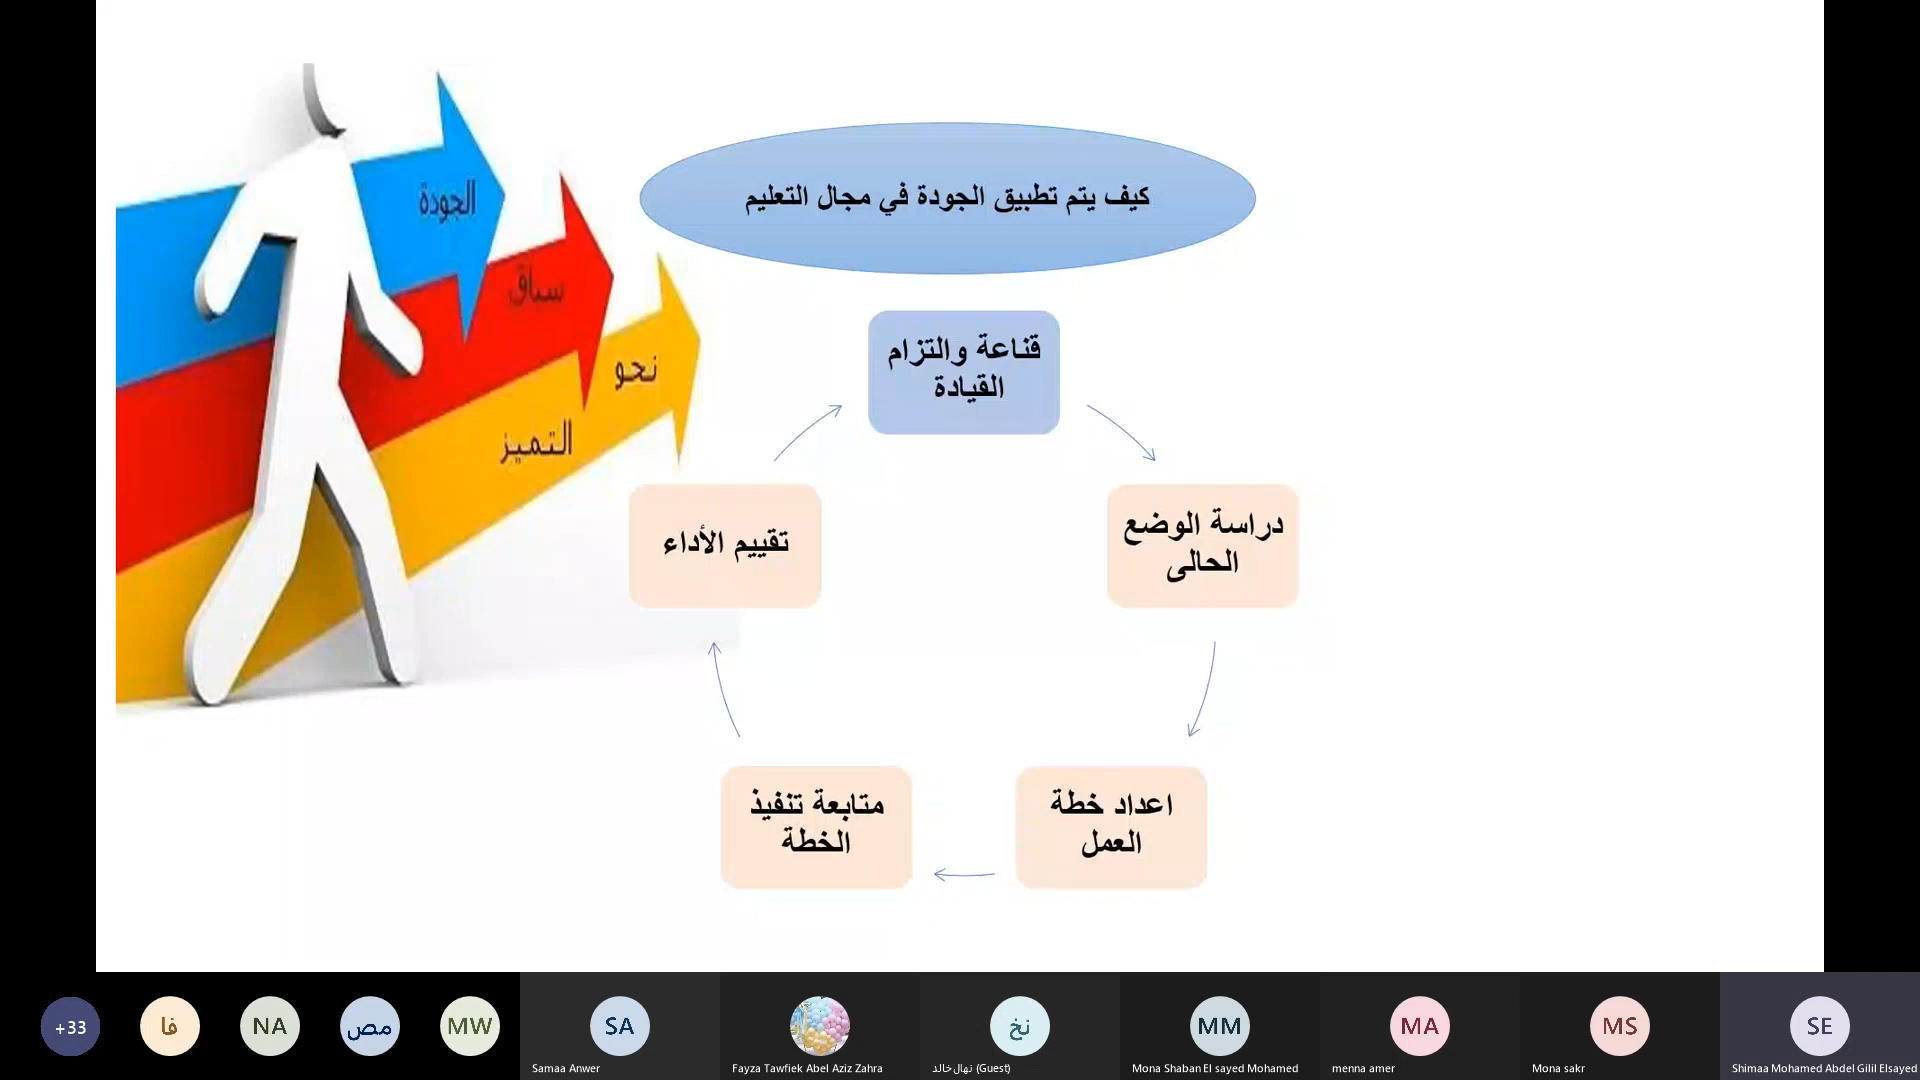 كيف يتم تطبيق الجودة في مجال التعليم
الجودة
سباق
نحو
التميز
قناعة والتزام
القيادة
دراسة الوضع
الحالى
اعداد خطة
العمل
متابعة تنفيذ
الخطة
تقييم الأداء
+33
فا
NA
مص
MW
SA
نخ
MM
MA
MS
SE
Samaa Anwer
Fayza Tawfiek Abel Aziz Zahra
نهال خالد (Guest)
Mona Shaban El sayed Mohamed
menna amer
Mona sakr
Shimaa Mohamed Abdel Gilil Elsayed